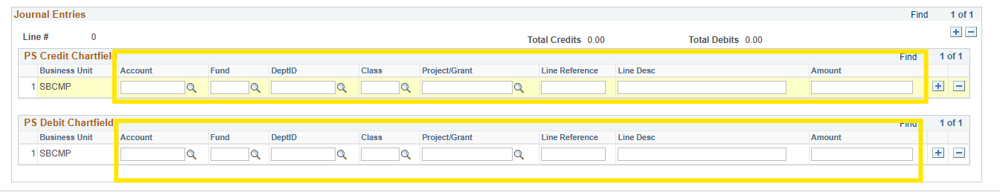 Journal Entries Find 1 of 1
Line # 0 Total Credits 0.00 Total Debits 0.00
PS Credit Chartfield Find 1 of 1
Business Unit Account Fund DeptID Class Project/Grant Line Reference Line Desc Amount
1 SBCMP
PS Debit Chartfield Find 1 of 1
Business Unit Account Fund DeptID Class Project/Grant Line Reference Line Desc Amount
1 SBCMP